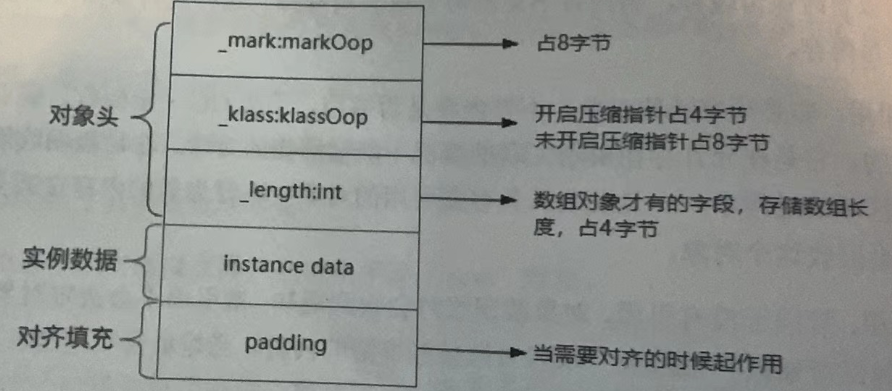 _mark:markOop
占8字节
对象头
_klass:klassOop
开启压缩指针占4字节
未开启压缩指针占8字节
_length:int
数组对象才有的字段，存储数组长
度，占4字节
实例数据
instance data
对齐填充
padding
当需要对齐的时候起作用